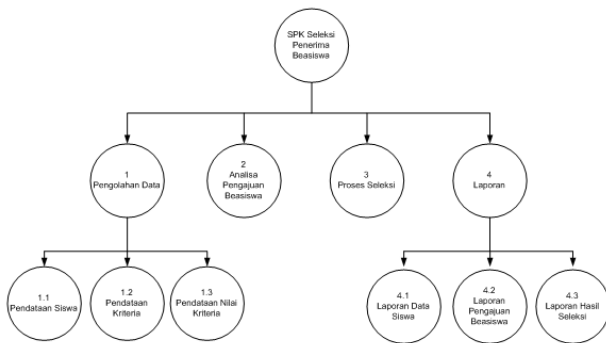 SPK Seleksi
Penerima
Beasiswa
1
Pengolahan Data
2
Analisa
Pengajuan
Beasiswa
3
Proses Seleksi
4
Laporan
1.1
Pendataan Siswa
1.2
Pendataan
Kriteria
1.3
Pendataan Nilai
Kriteria
4.1
Laporan Data
Siswa
4.2
Laporan
Pengajuan
Beasiswa
4.3
Laporan Hasil
Seleksi